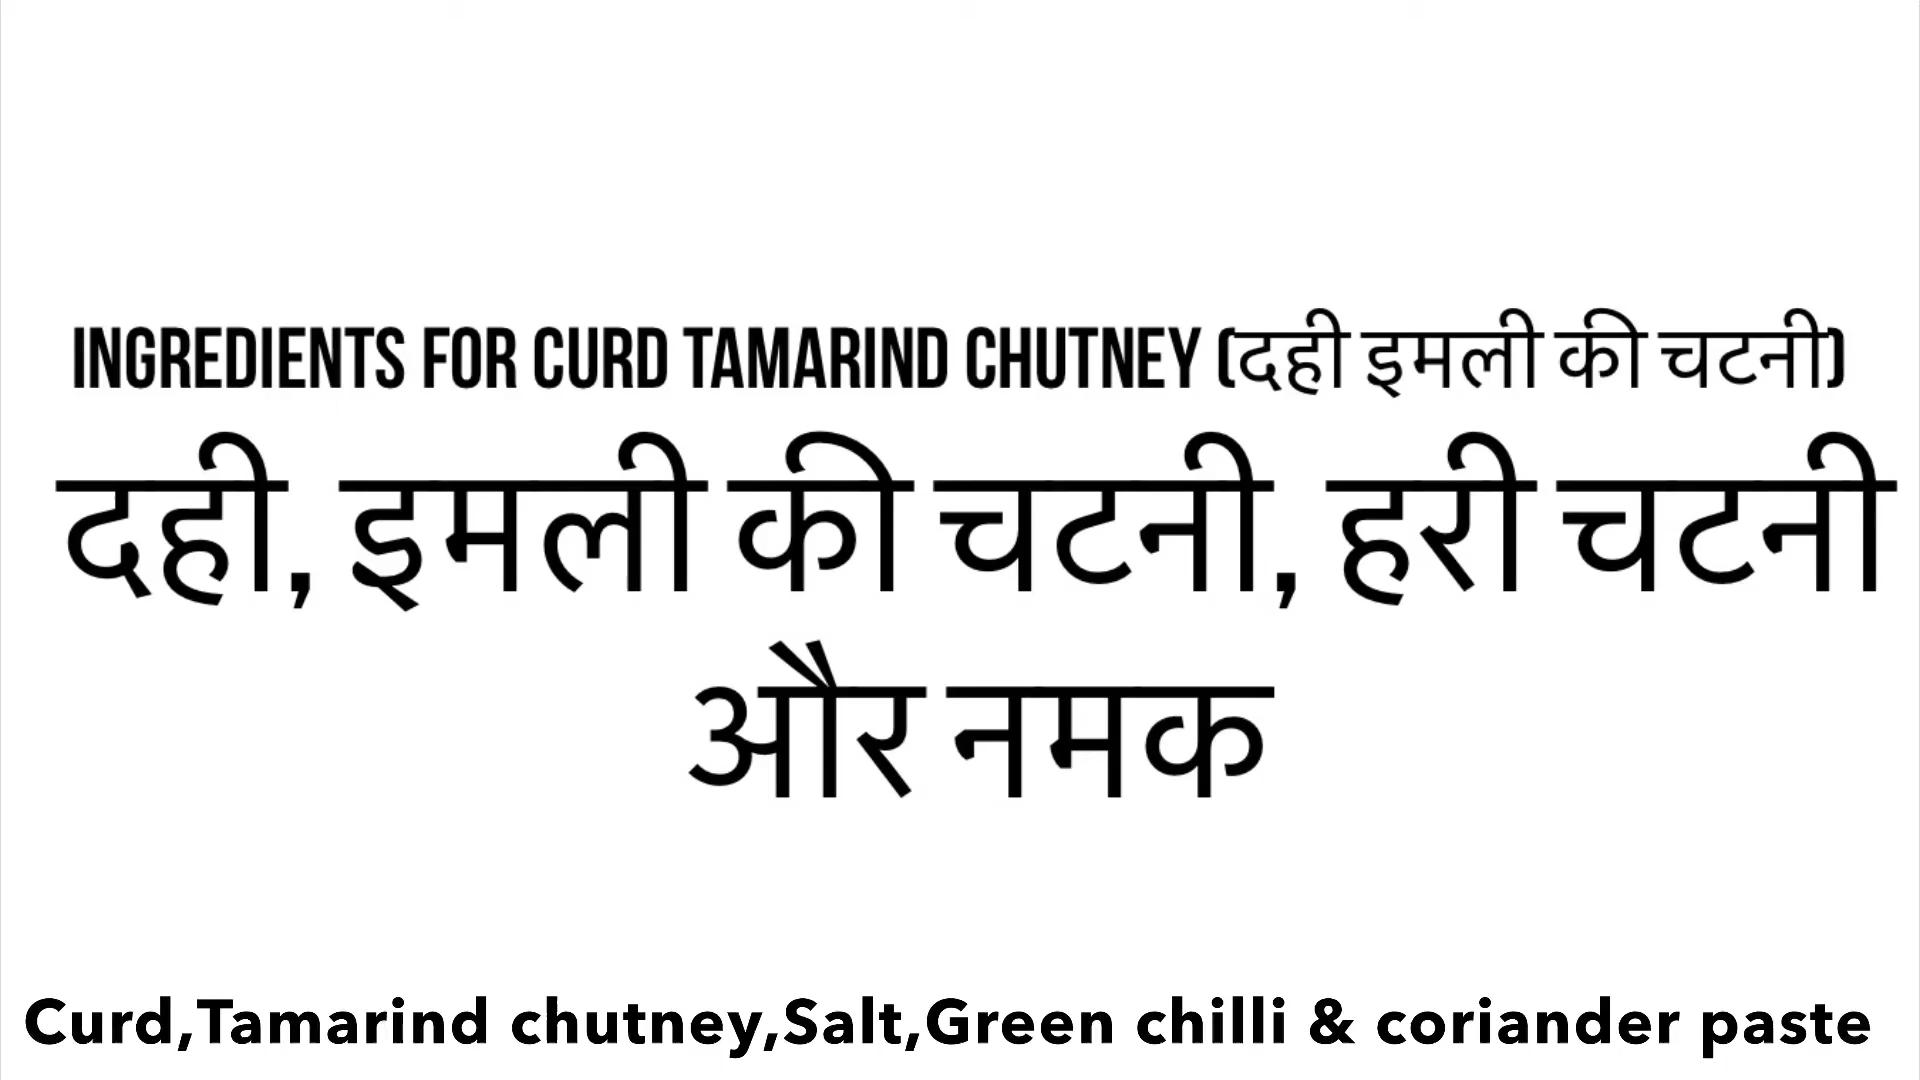 INGREDIENTS FOR CURD TAMARIND CHUTNEY (दही इमली की चटनी)
दही, इमली की चटनी, हरी चटनी
और नमक
Curd,Tamarind chutney,Salt,Green chilli & coriander paste